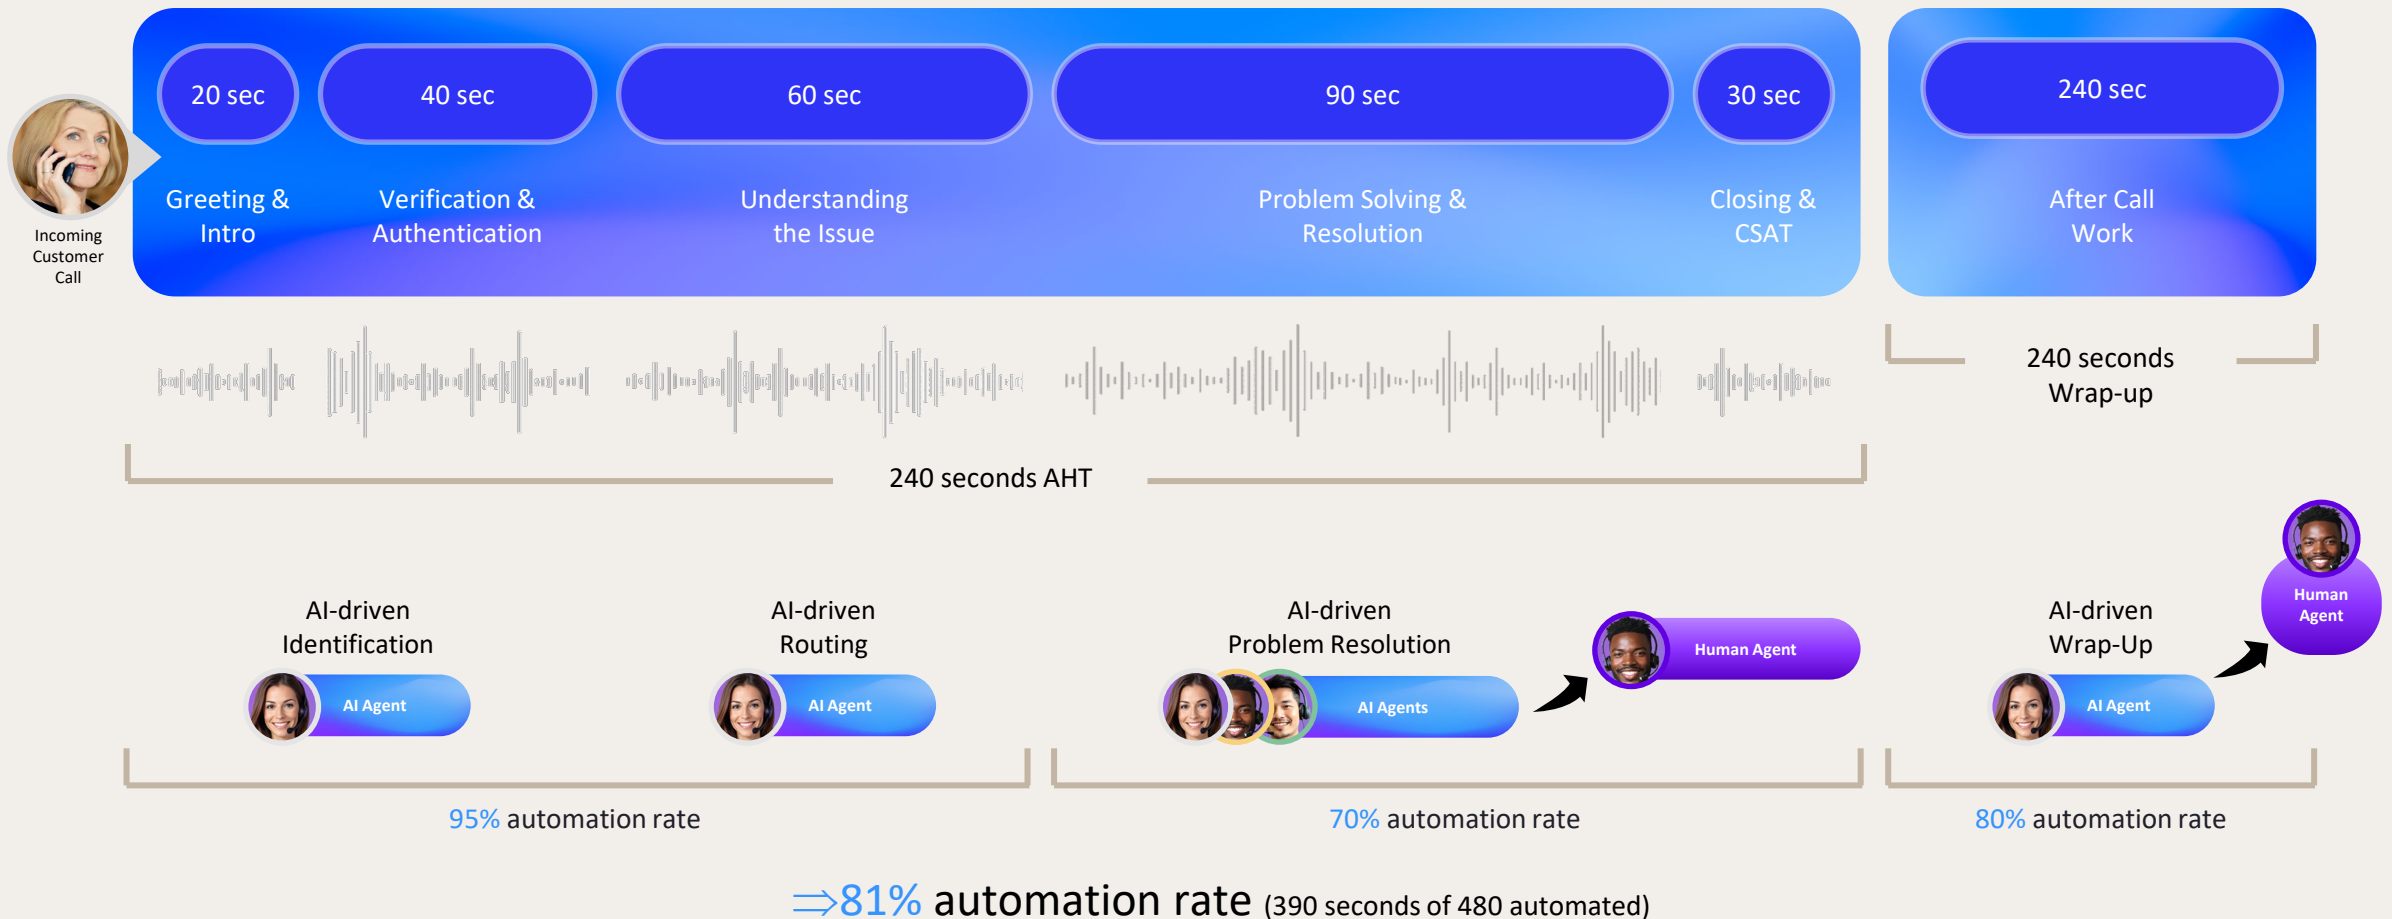 20 sec
40 sec
60 sec
90 sec
30 sec
240 sec
Greeting &
Intro
Verification &
Authentication
Understanding
the Issue
Problem Solving &
Resolution
Closing &
CSAT
After Call
Work
Incoming
Customer
Call
240 seconds
Wrap-up
240 seconds AHT
AI-driven
Identification
AI Agent
AI-driven
Routing
AI Agent
AI-driven
Problem Resolution
AI Agents
Human Agent
AI-driven
Wrap-Up
AI Agent
Human
Agent
95% automation rate
70% automation rate
80% automation rate
⇒81% automation rate (390 seconds of 480 automated)